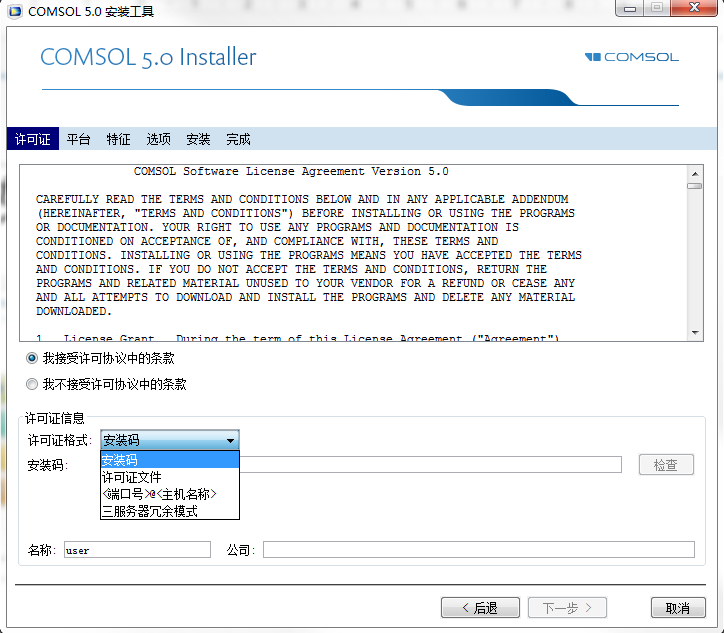 COMSOL 5.0 安装工具
COMSOL 5.0 Installer
COMSOL
许可证 平台 特征 选项 安装 完成
COMSOL Software License Agreement Version 5.0
CAREFULLY READ THE TERMS AND CONDITIONS BELOW AND IN ANY APPLICABLE ADDENDUM
(HEREINAFTER, "TERMS AND CONDITIONS") BEFORE INSTALLING OR USING THE PROGRAMS
OR DOCUMENTATION. YOUR RIGHT TO USE ANY PROGRAMS AND DOCUMENTATION IS
CONDITIONED ON ACCEPTANCE OF, AND COMPLIANCE WITH, THESE TERMS AND
CONDITIONS. INSTALLING OR USING THE PROGRAMS MEANS YOU HAVE ACCEPTED THE TERMS
AND CONDITIONS. IF YOU DO NOT ACCEPT THE TERMS AND CONDITIONS, RETURN THE
PROGRAMS AND RELATED MATERIAL UNUSED TO YOUR VENDOR FOR A REFUND OR CEASE ANY
AND ALL ATTEMPTS TO DOWNLOAD AND INSTALL THE PROGRAMS AND DELETE ANY MATERIAL
DOWNLOADED.
1. License Grant. During the term of this License Agreement ("Agreement")
我接受许可协议中的条款
我不接受许可协议中的条款
许可证信息
许可证格式: 安装码
安装码:
安装码
检查
许可证文件
<端口号>@<主机名称>
三服务器冗余模式
名称: user 公司:
< 后退 下一步 > 取消